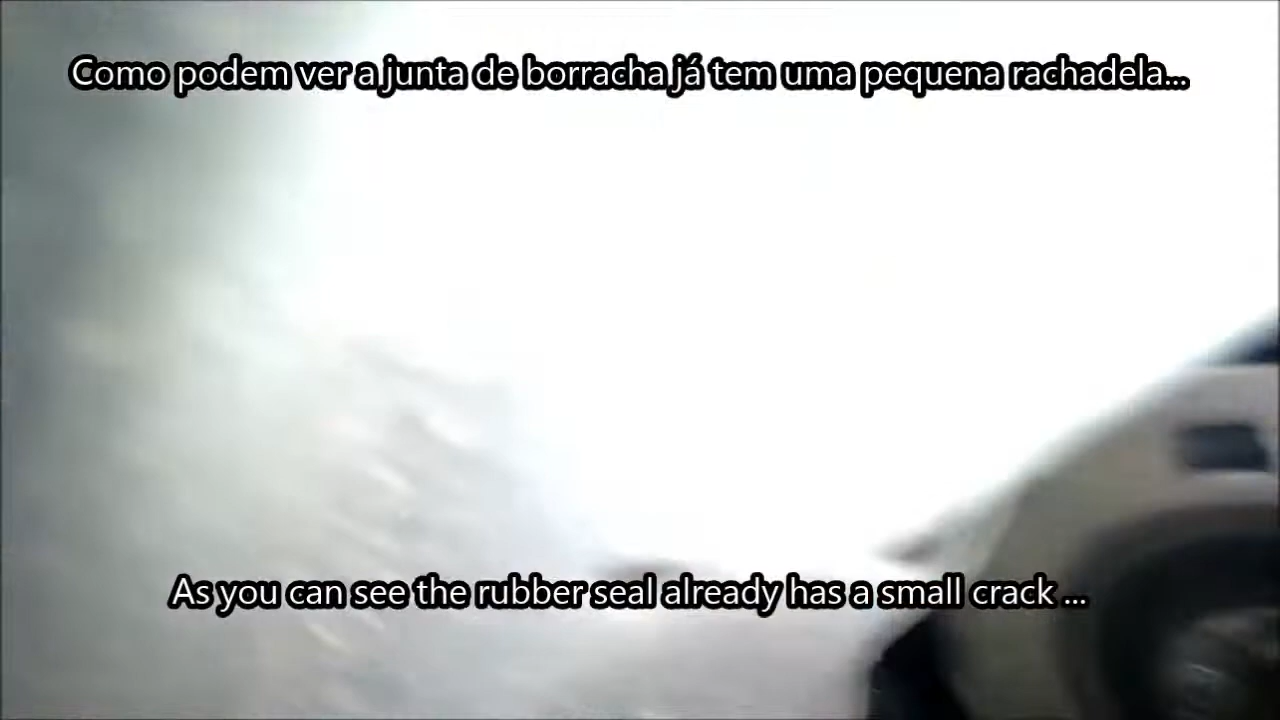 Como podem ver a junta de borracha já tem uma pequena rachadela...
As you can see the rubber seal already has a small crack ...